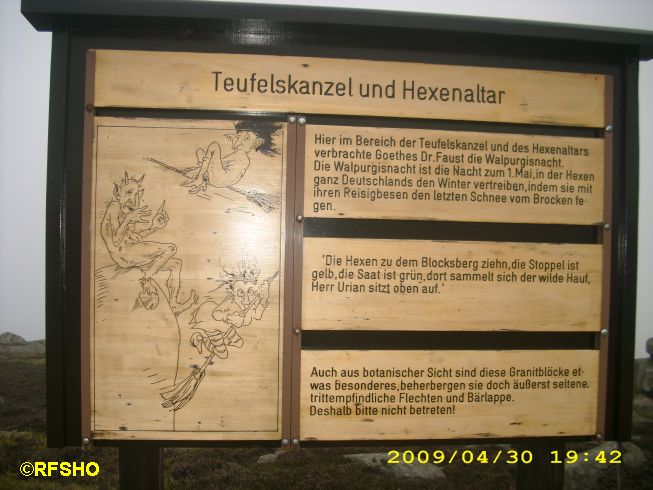 Teufelskanzel und Hexenaltar
Hier im Bereich der Teufelskanzel und des Hexenaltars
verbrachte Goethes Dr.Faust die Walpurgisnacht.
Die Walpurgisnacht ist die Nacht zum 1.Mai,in der Hexen
ganz Deutschlands den Winter vertreiben,indem sie mit
ihren Reisigbesen den letzten Schnee vom Brocken fe-
gen.
'Die Hexen zu dem Blocksberg ziehn,die Stoppel ist
gelb,die Saat ist grün,dort sammelt sich der wilde Hauf,
Herr Urian sitzt oben auf.'
Auch aus botanischer Sicht sind diese Granitblöcke et-
was besonderes,beherbergen sie doch äußerst seltene,
trittempfindliche Flechten und Bärlappe.
Deshalb bitte nicht betreten!
©RFSHO
2009/04/30 19:42